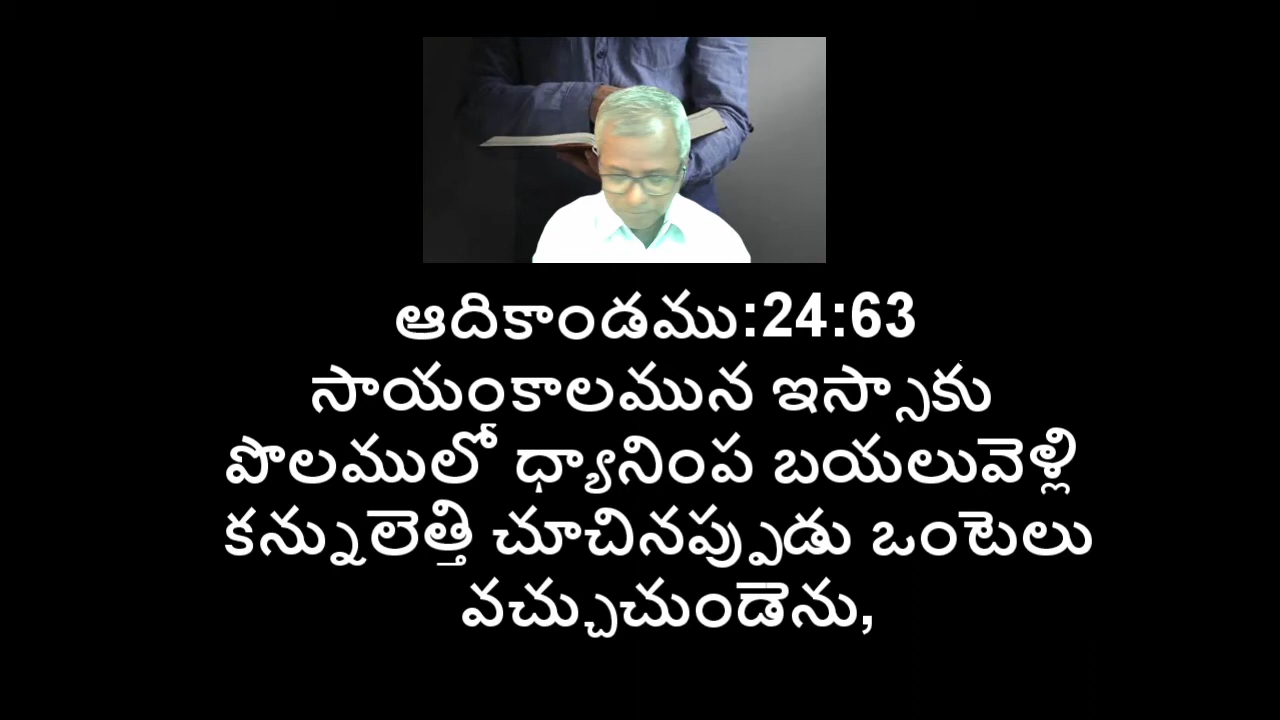 ఆదికాండము:24:63
సాయంకాలమున ఇస్సాకు
పొలములో ధ్యానింప బయలువెళ్లి
కన్నులెత్తి చూచినప్పుడు ఒంటెలు
వచ్చుచుండెను,